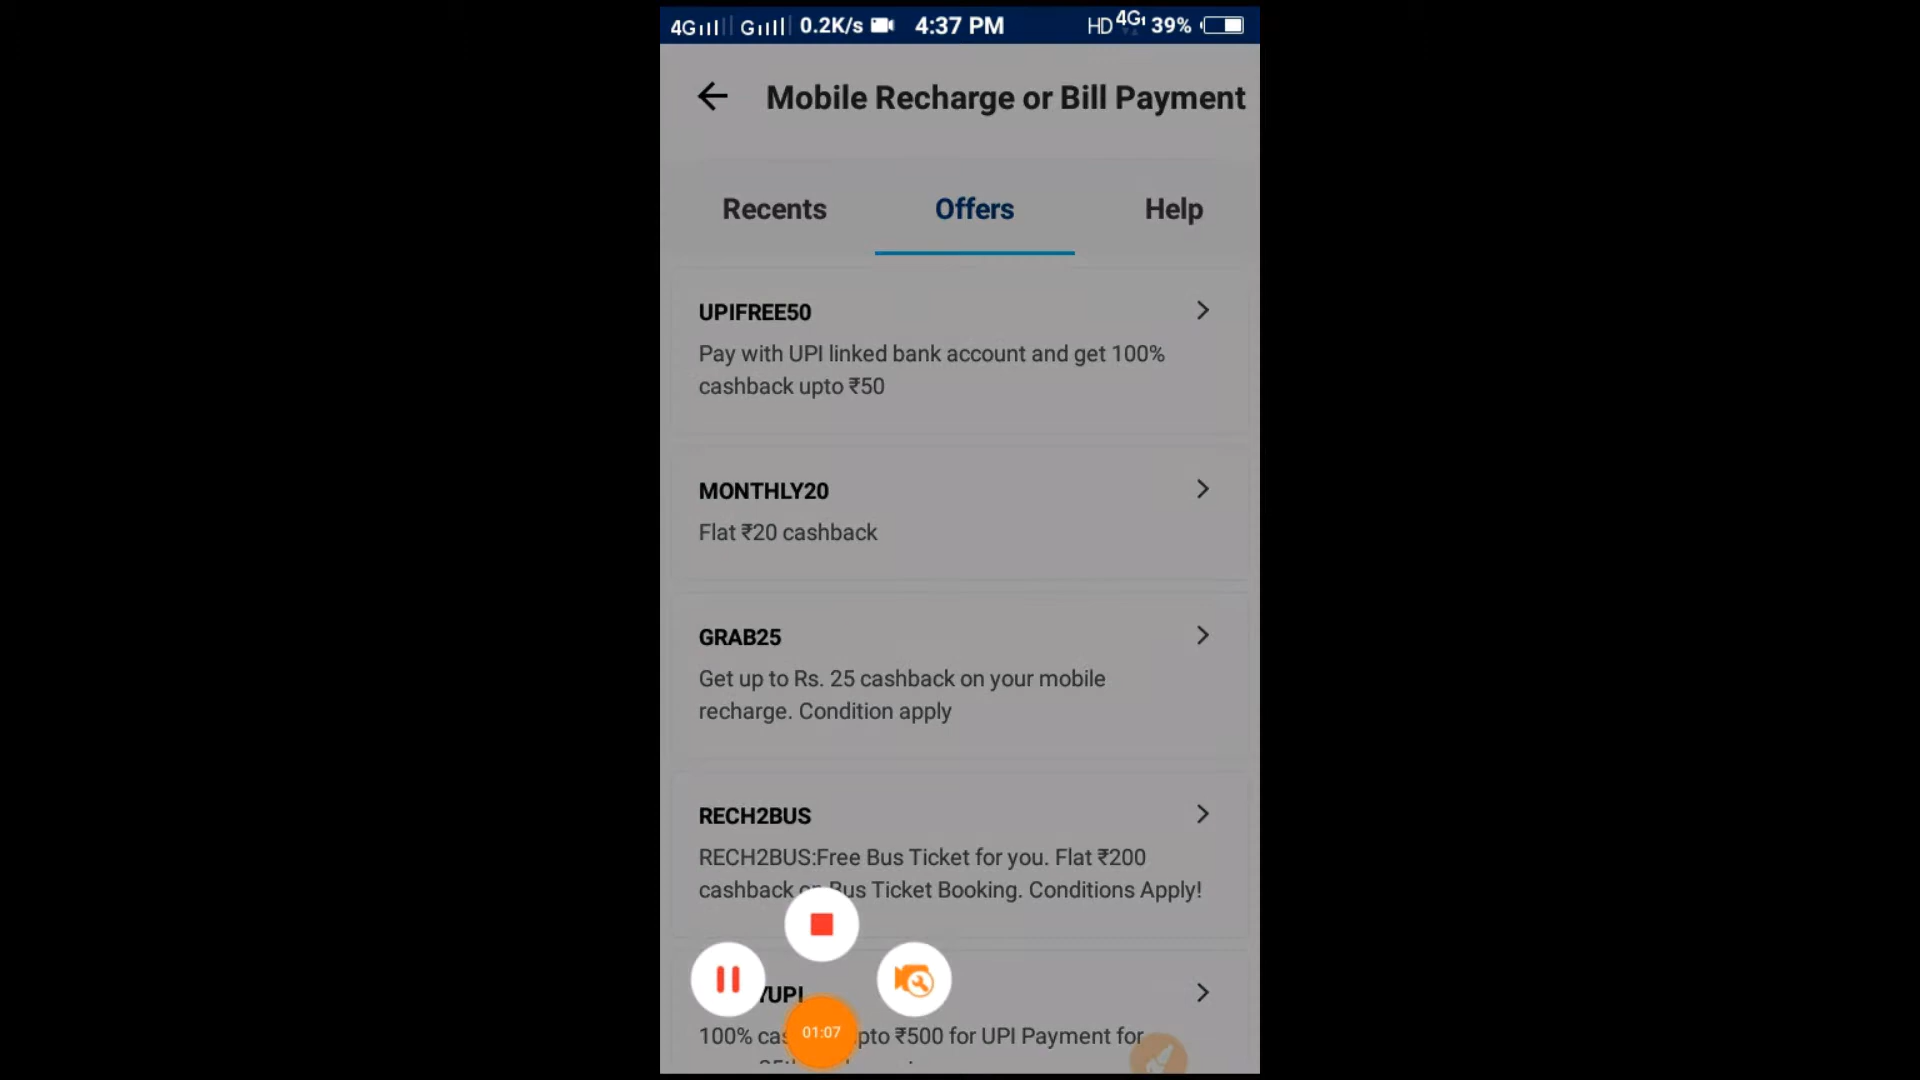 4G G 0.2K/s 4:37 PM HD 4G 39%
Mobile Recharge or Bill Payment
Recents Offers Help
UPIFREE50
Pay with UPI linked bank account and get 100%
cashback upto ₹50
MONTHLY20
Flat ₹20 cashback
GRAB25
Get up to Rs. 25 cashback on your mobile
recharge. Condition apply
RECH2BUS
RECH2BUS:Free Bus Ticket for you. Flat ₹200
cashback on Bus Ticket Booking. Conditions Apply!
YUPI
01:07
100% pto ₹500 for UPI Payment for